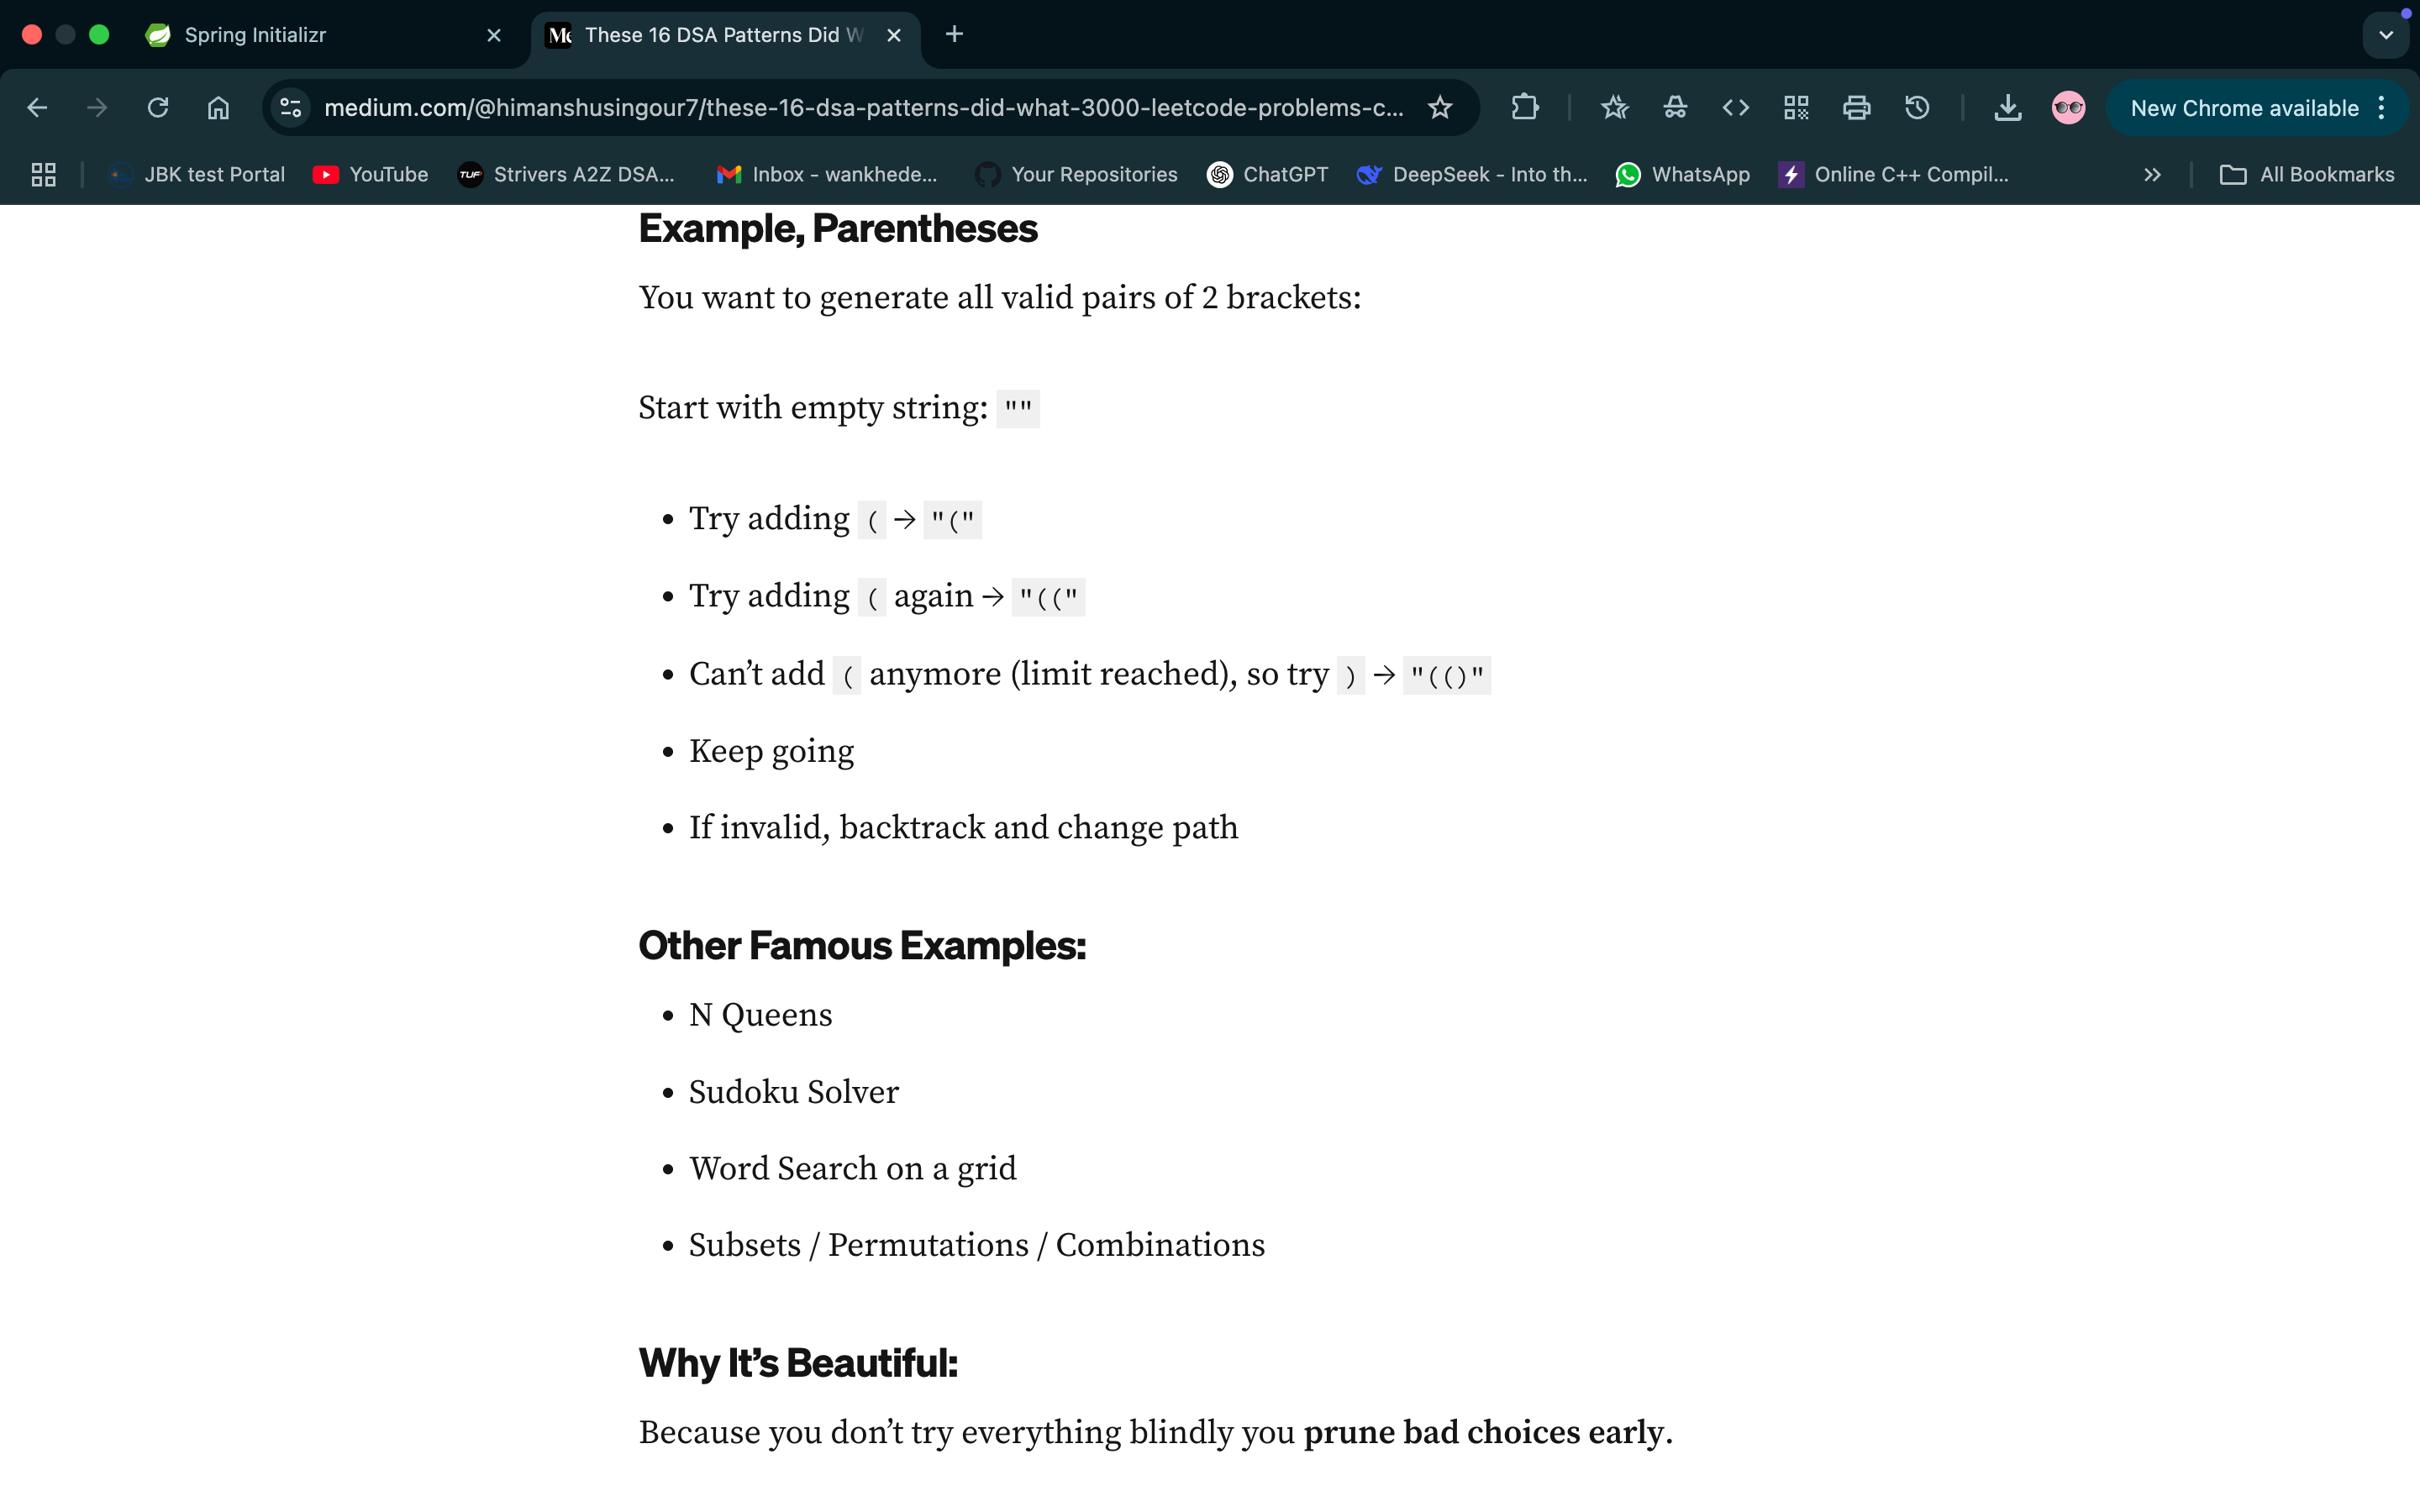 Spring Initializr
These 16 DSA Patterns Did W
medium.com/@himanshusingour7/these-16-dsa-patterns-did-what-3000-leetcode-problems-c...
New Chrome available
JBK test Portal
YouTube
TUF
Strivers A2Z DSA...
Inbox - wankhede...
Your Repositories
ChatGPT
DeepSeek - Into th...
WhatsApp
Online C++ Compil...
All Bookmarks
Example, Parentheses
You want to generate all valid pairs of 2 brackets:
Start with empty string: ""
• Try adding ( → "("
• Try adding ( again → "(("
• Can’t add ( anymore (limit reached), so try ) → "(()"
• Keep going
• If invalid, backtrack and change path
Other Famous Examples:
• N Queens
• Sudoku Solver
• Word Search on a grid
• Subsets / Permutations / Combinations
Why It’s Beautiful:
Because you don’t try everything blindly you prune bad choices early.